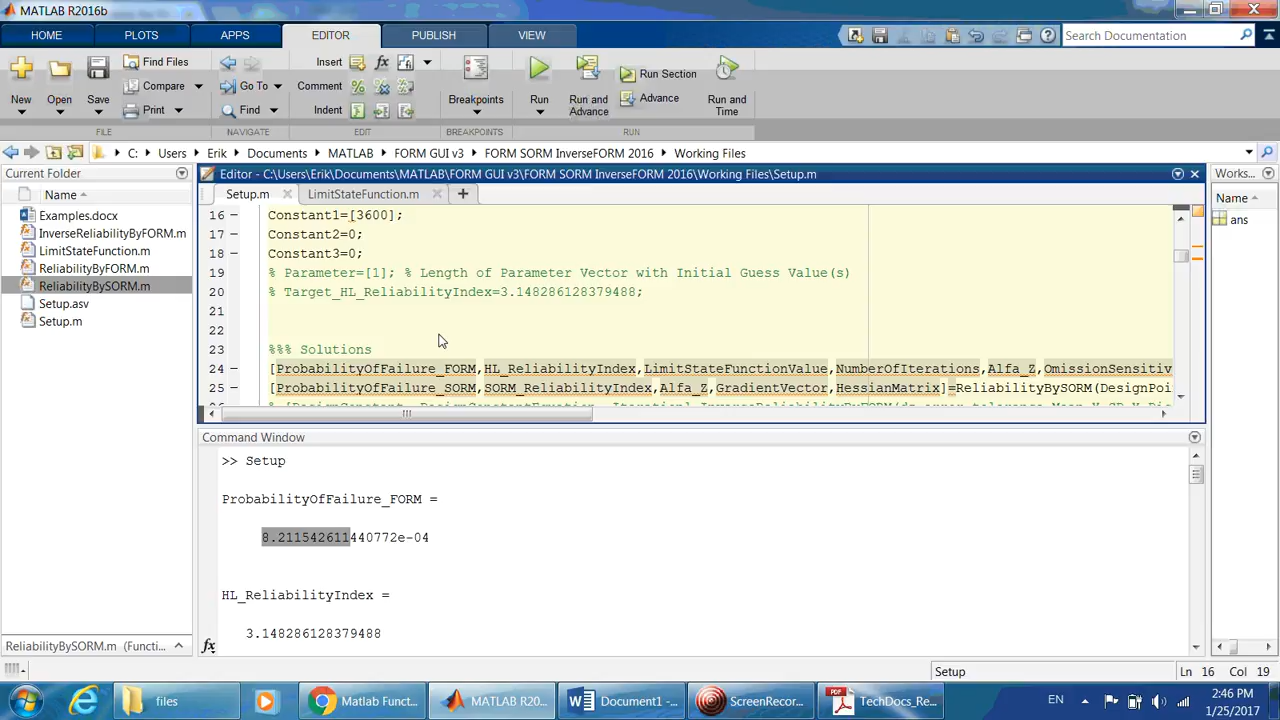 MATLAB R2016b
HOME PLOTS APPS EDITOR PUBLISH VIEW
Search Documentation
New Open Save Find Files Compare Print
Go To Find
Insert Comment Indent
Breakpoints
Run Run and Advance Run Section Advance Run and Time
FILE NAVIGATE EDIT BREAKPOINTS RUN
C: Users Erik Documents MATLAB FORM GUI v3 FORM SORM InverseFORM 2016 Working Files
Current Folder
Name
Examples.docx
InverseReliabilityByFORM.m
LimitStateFunction.m
ReliabilityByFORM.m
ReliabilityBySORM.m
Setup.asv
Setup.m
ReliabilityBySORM.m (Functi...
Editor - C:\Users\Erik\Documents\MATLAB\FORM GUI v3\FORM SORM InverseFORM 2016\Working Files\Setup.m
Setup.m LimitStateFunction.m
16 Constant1=[3600];
17 Constant2=0;
18 Constant3=0;
19 % Parameter=[1]; % Length of Parameter Vector with Initial Guess Value(s)
20 % Target_HL_ReliabilityIndex=3.148286128379488;
21
22
23 %%% Solutions
24 [ProbabilityOfFailure_FORM,HL_ReliabilityIndex,LimitStateFunctionValue,NumberOfIterations,Alfa_Z,OmissionSensitiv
25 [ProbabilityOfFailure_SORM,SORM_ReliabilityIndex,Alfa_Z,GradientVector,HessianMatrix]=ReliabilityBySORM(DesignPoi
Command Window
>> Setup
ProbabilityOfFailure_FORM =
8.211542611440772e-04
HL_ReliabilityIndex =
3.148286128379488
fx
Works...
Name
ans
Setup Ln 16 Col 19
files Matlab Funct... MATLAB R20... Document1 -... ScreenRecor... TechDocs_Re... EN
2:46 PM
1/25/2017